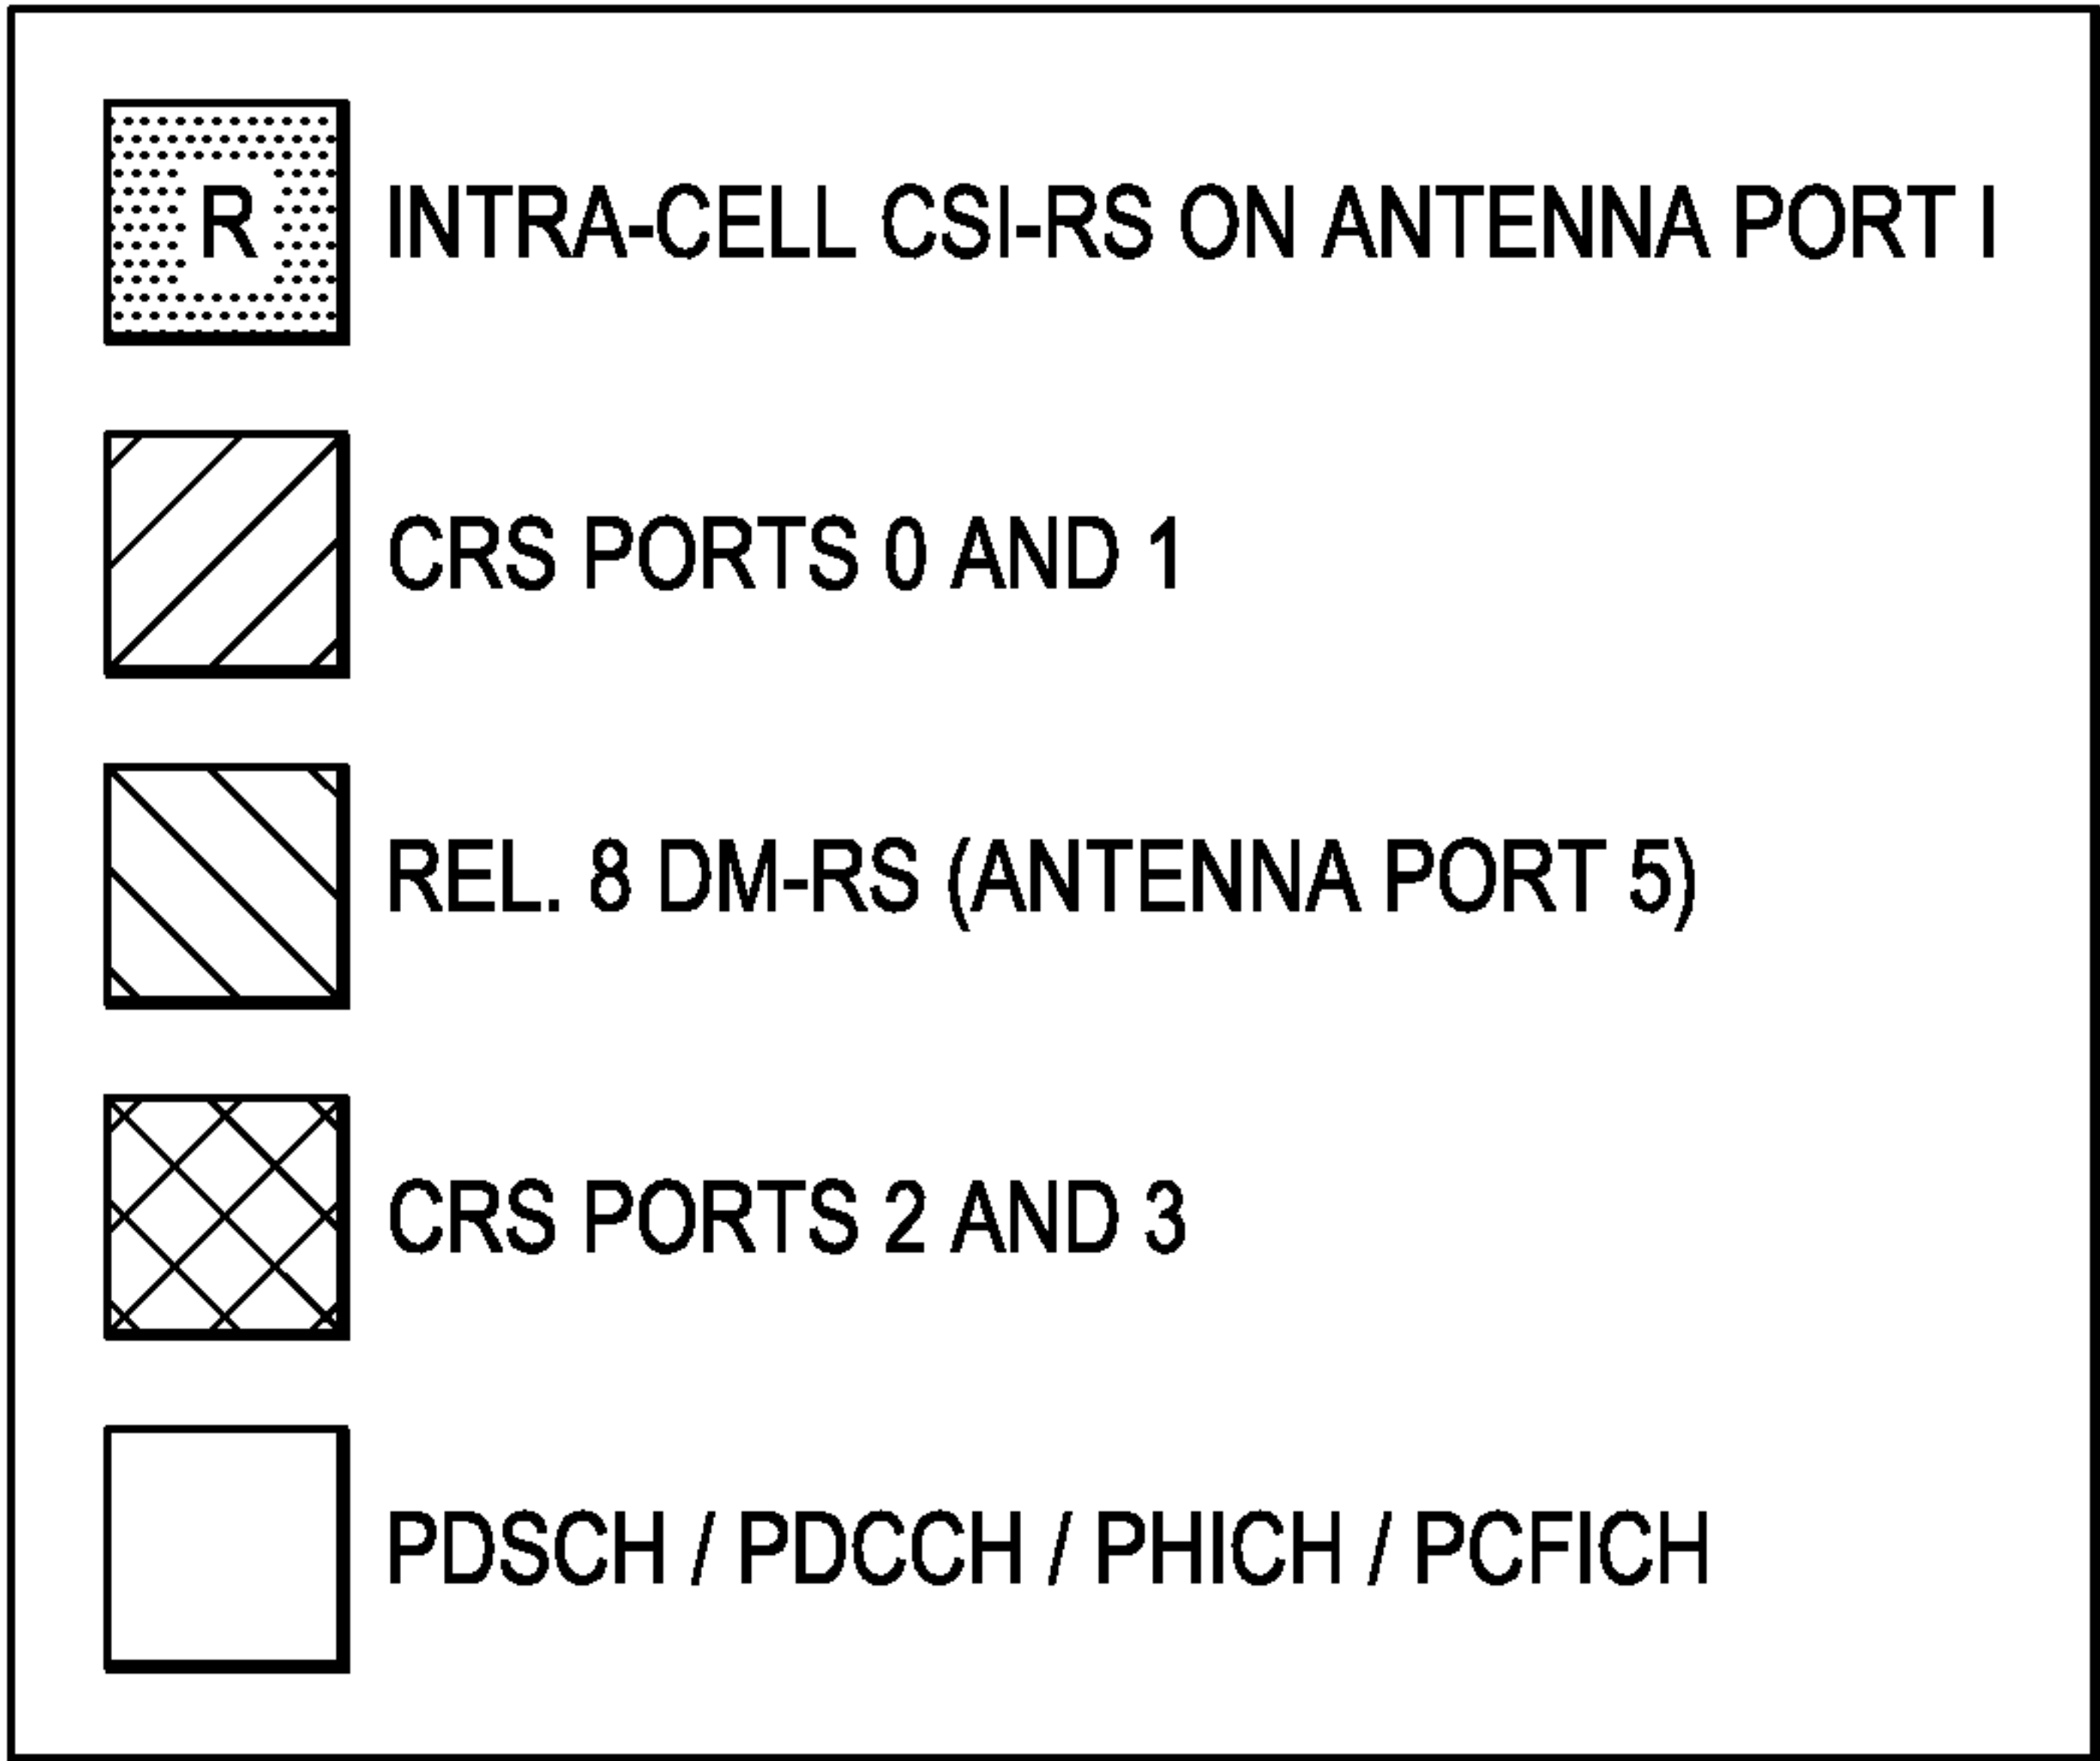 R INTRA-CELL CSI-RS ON ANTENNA PORT I
CRS PORTS 0 AND 1
REL. 8 DM-RS (ANTENNA PORT 5)
CRS PORTS 2 AND 3
PDSCH / PDCCH / PHICH / PCFICH